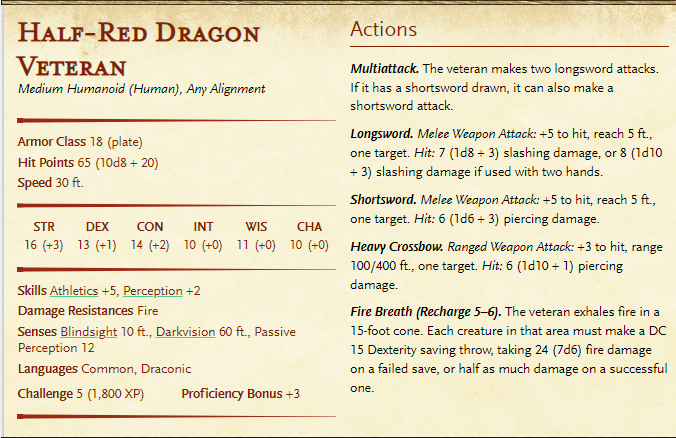 Half-Red Dragon
Veteran
Medium Humanoid (Human), Any Alignment
Armor Class 18 (plate)
Hit Points 65 (10d8 + 20)
Speed 30 ft.
STR DEX CON INT WIS CHA
16 (+3) 13 (+1) 14 (+2) 10 (+0) 11 (+0) 10 (+0)
Skills Athletics +5, Perception +2
Damage Resistances Fire
Senses Blindsight 10 ft., Darkvision 60 ft., Passive
Perception 12
Languages Common, Draconic
Challenge 5 (1,800 XP) Proficiency Bonus +3
Actions
Multiattack. The veteran makes two longsword attacks.
If it has a shortsword drawn, it can also make a
shortsword attack.
Longsword. Melee Weapon Attack: +5 to hit, reach 5 ft.,
one target. Hit: 7 (1d8 + 3) slashing damage, or 8 (1d10
+ 3) slashing damage if used with two hands.
Shortsword. Melee Weapon Attack: +5 to hit, reach 5 ft.,
one target. Hit: 6 (1d6 + 3) piercing damage.
Heavy Crossbow. Ranged Weapon Attack: +3 to hit, range
100/400 ft., one target. Hit: 6 (1d10 + 1) piercing
damage.
Fire Breath (Recharge 5–6). The veteran exhales fire in a
15-foot cone. Each creature in that area must make a DC
15 Dexterity saving throw, taking 24 (7d6) fire damage
on a failed save, or half as much damage on a successful
one.